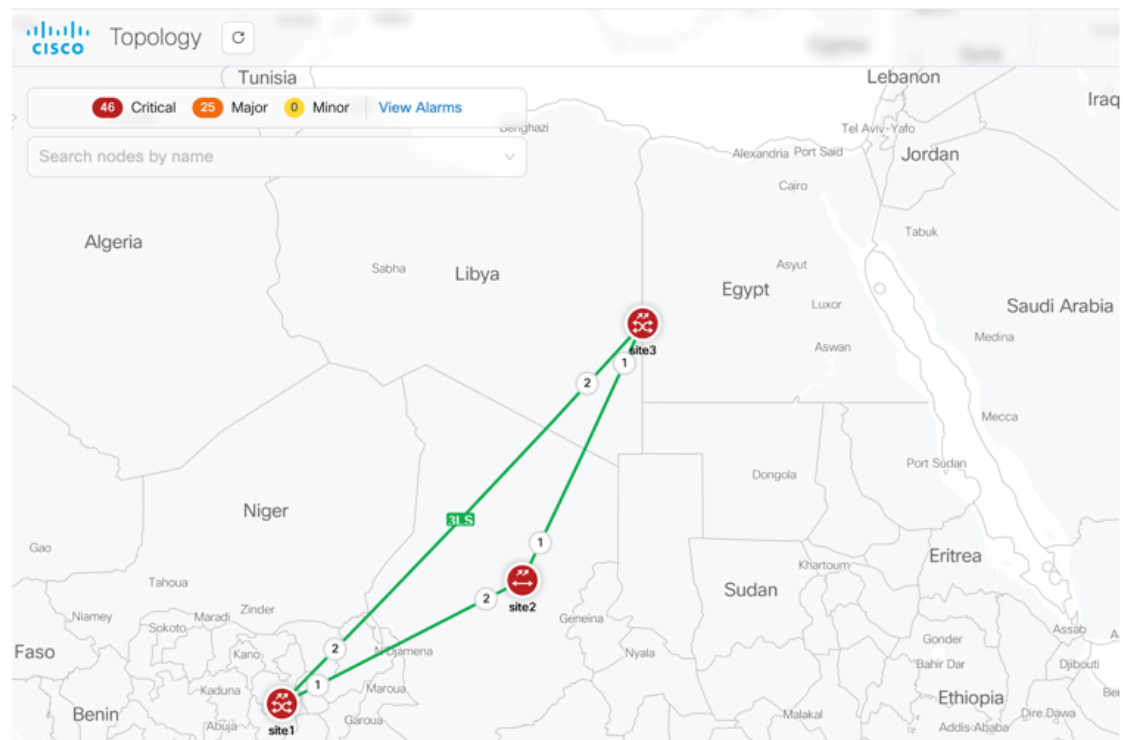 CISCO Topology
Tunisia
Lebanon
Iraq
46 Critical 25 Major 0 Minor View Alarms
Tel Aviv-Yafo
Search nodes by name
Alexandria Port Said
Jordan
Cairo
Algeria
Tabuk
Sabha
Libya
Asyut
Egypt
Luxor
Saudi Arabia
Medina
Aswan
site3
1
2
Mecca
Port Sudan
Dongola
Niger
3LS
1
Gao
Eritrea
Khartoum
Tahoua
Sudan
2
site2
Niamey
Sokoto
Maradi
Zinder
Geneina
Assab
Faso
Kano
2
N'Djamena
Nyala
Gonder
Bahir Dar
Djibouti
Kaduna
1
Maroua
Ethiopia
Benin
Abuja
site1
Garoua
Malakal
Dire Dawa
Addis Ababa